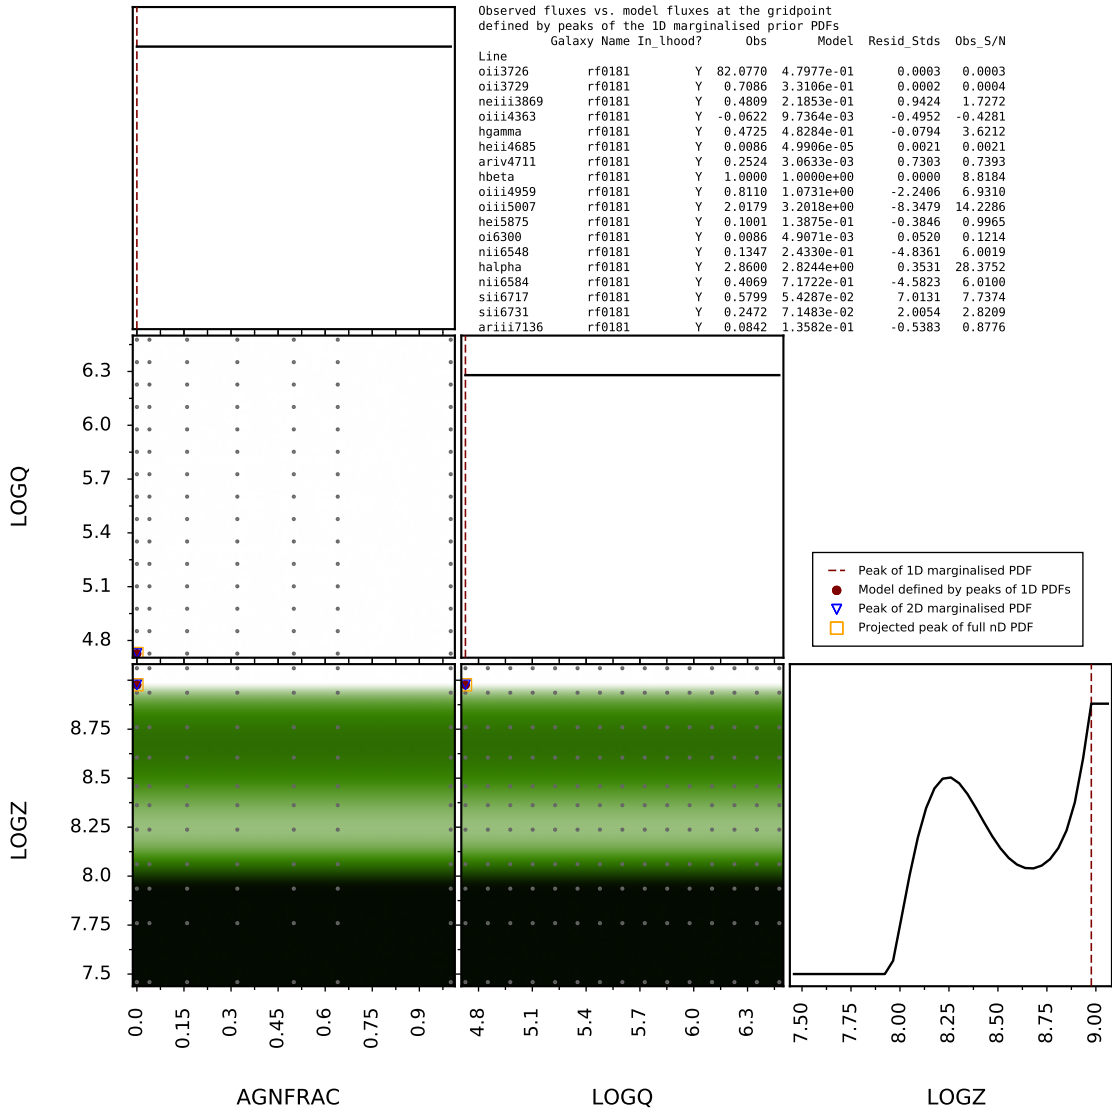 Observed fluxes vs. model fluxes at the gridpoint
defined by peaks of the 1D marginalised prior PDFs
Galaxy Name In_lhood? Obs Model Resid_Stds Obs_S/N
Line
oii3726 rf0181 Y 82.0770 4.7977e-01 0.0003 0.0003
oii3729 rf0181 Y 0.7086 3.3106e-01 0.0002 0.0004
neiii3869 rf0181 Y 0.4809 2.1853e-01 0.9424 1.7272
oiii4363 rf0181 Y -0.0622 9.7364e-03 -0.4952 -0.4281
hgamma rf0181 Y 0.4725 4.8284e-01 -0.0794 3.6212
heii4685 rf0181 Y 0.0086 4.9906e-05 0.0021 0.0021
ariv4711 rf0181 Y 0.2524 3.0633e-03 0.7303 0.7393
hbeta rf0181 Y 1.0000 1.0000e+00 0.0000 8.8184
oiii4959 rf0181 Y 0.8110 1.0731e+00 -2.2406 6.9310
oiii5007 rf0181 Y 2.0179 3.2018e+00 -8.3479 14.2286
hei5875 rf0181 Y 0.1001 1.3875e-01 -0.3846 0.9965
oi6300 rf0181 Y 0.0086 4.9071e-03 0.0520 0.1214
nii6548 rf0181 Y 0.1347 2.4330e-01 -4.8361 6.0019
halpha rf0181 Y 2.8600 2.8244e+00 0.3531 28.3752
nii6584 rf0181 Y 0.4069 7.1722e-01 -4.5823 6.0100
sii6717 rf0181 Y 0.5799 5.4287e-02 7.0131 7.7374
sii6731 rf0181 Y 0.2472 7.1483e-02 2.0054 2.8209
ariii7136 rf0181 Y 0.0842 1.3582e-01 -0.5383 0.8776
6.3
6.0
5.7
5.4
5.1
4.8
LOGQ
Peak of 1D marginalised PDF
Model defined by peaks of 1D PDFs
Peak of 2D marginalised PDF
Projected peak of full nD PDF
8.75
8.5
8.25
8.0
7.75
7.5
LOGZ
0.0 0.15 0.3 0.45 0.6 0.75 0.9
4.8 5.1 5.4 5.7 6.0 6.3
7.50 7.75 8.00 8.25 8.50 8.75 9.00
AGNFRAC LOGQ LOGZ